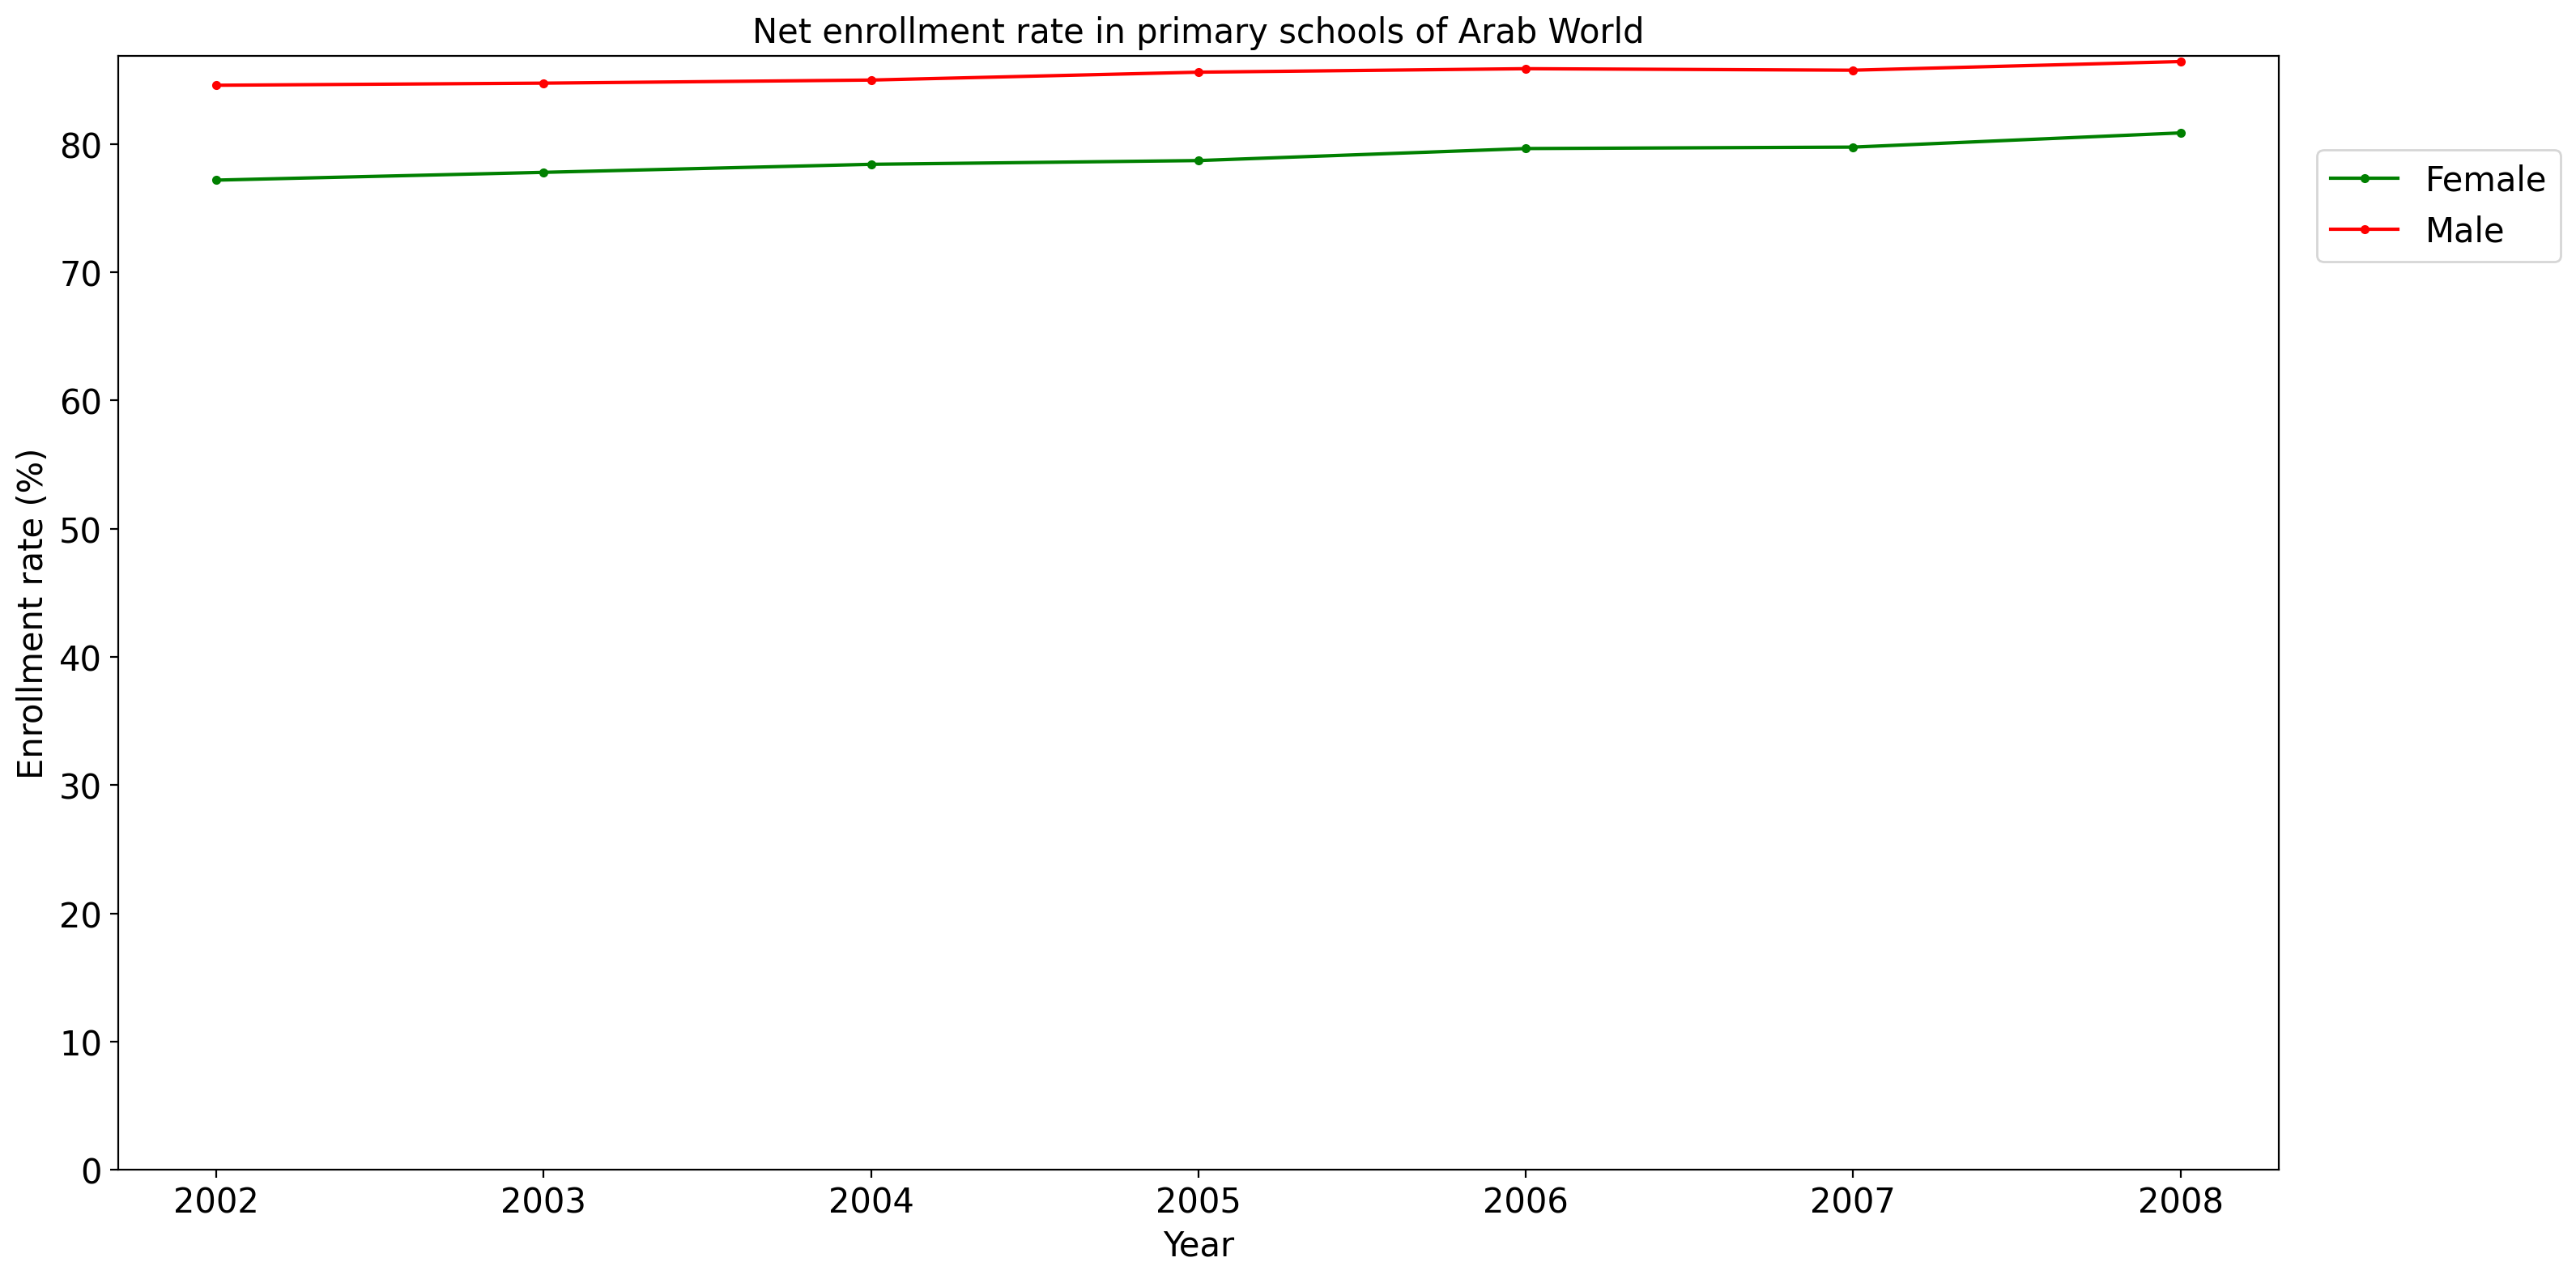 Net enrollment rate in primary schools of Arab World
Enrollment rate (%)
80
70
60
50
40
30
20
10
0
2002 2003 2004 2005 2006 2007 2008
Year
Female
Male